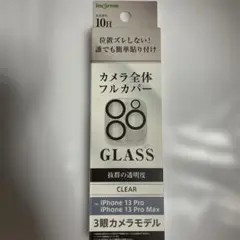 10H
位置ズレしない!
誰でも簡単貼り付け
カメラ全体
フルカバー
GLASS
抜群の透明度
CLEAR
iPhone 13 Pro
iPhone 13 Pro Max
3眼カメラモデル